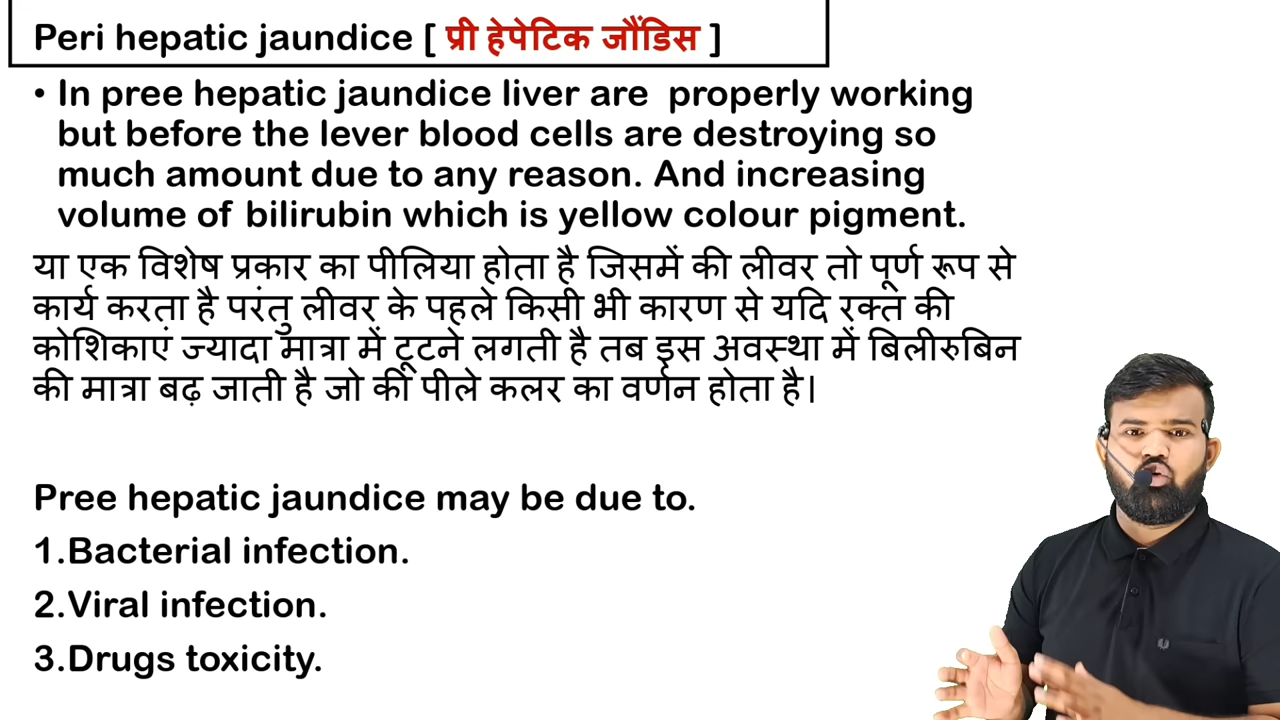 Peri hepatic jaundice [ प्री हेपेटिक जौंडिस ]
• In pree hepatic jaundice liver are properly working
but before the lever blood cells are destroying so
much amount due to any reason. And increasing
volume of bilirubin which is yellow colour pigment.
या एक विशेष प्रकार का पीलिया होता है जिसमें की लीवर तो पूर्ण रूप से
कार्य करता है परंतु लीवर के पहले किसी भी कारण से यदि रक्त की
कोशिकाएं ज्यादा मात्रा में टूटने लगती है तब इस अवस्था में बिलीरुबिन
की मात्रा बढ़ जाती है जो की पीले कलर का वर्णन होता है।
Pree hepatic jaundice may be due to.
1.Bacterial infection.
2.Viral infection.
3.Drugs toxicity.